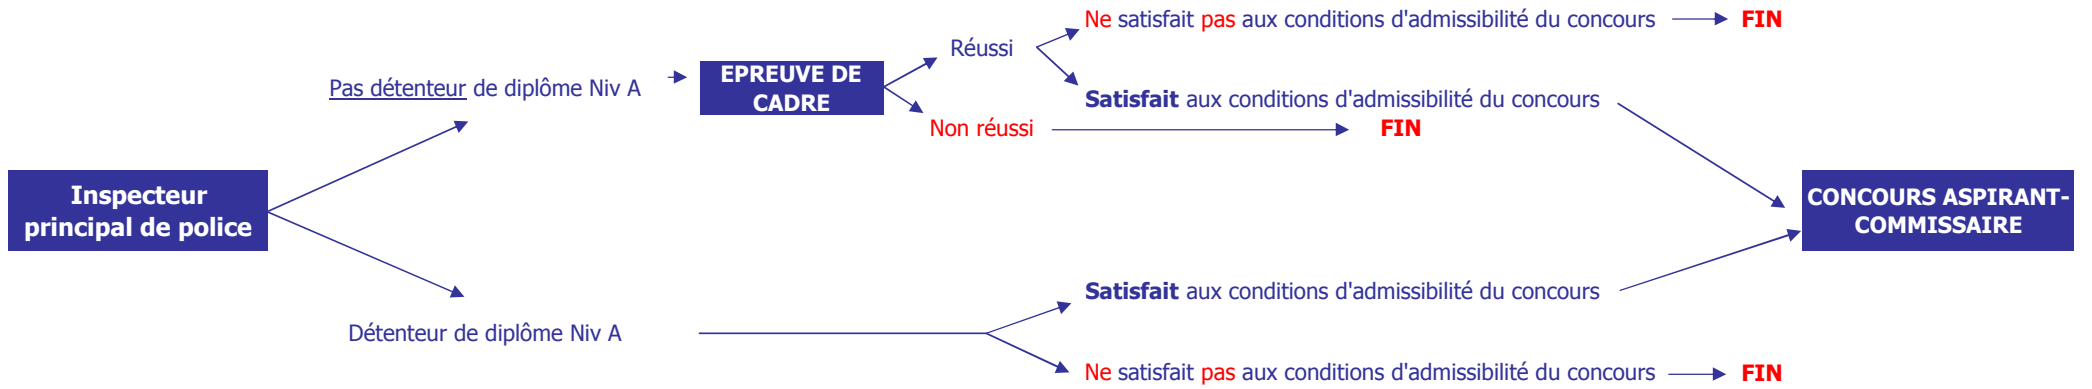 Ne satisfait pas aux conditions d'admissibilité du concours
FIN
Réussi
Pas détenteur de diplôme Niv A
EPREUVE DE
CADRE
Satisfait aux conditions d'admissibilité du concours
Non réussi
FIN
Inspecteur
principal de police
CONCOURS ASPIRANT-
COMMISSAIRE
Satisfait aux conditions d'admissibilité du concours
Détenteur de diplôme Niv A
Ne satisfait pas aux conditions d'admissibilité du concours
FIN